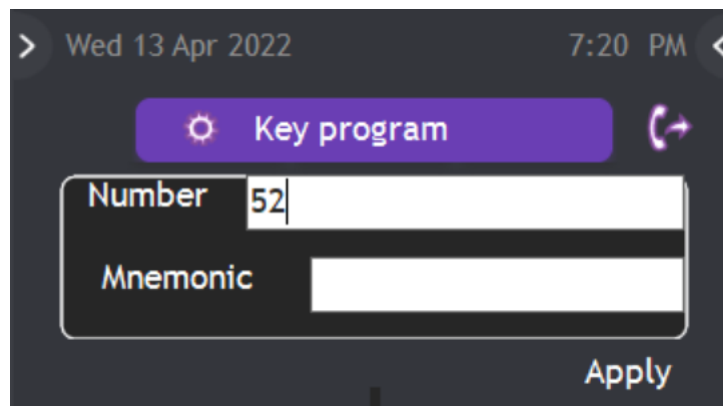 Wed 13 Apr 2022 7:20 PM
Key program
Number 52
Mnemonic
Apply